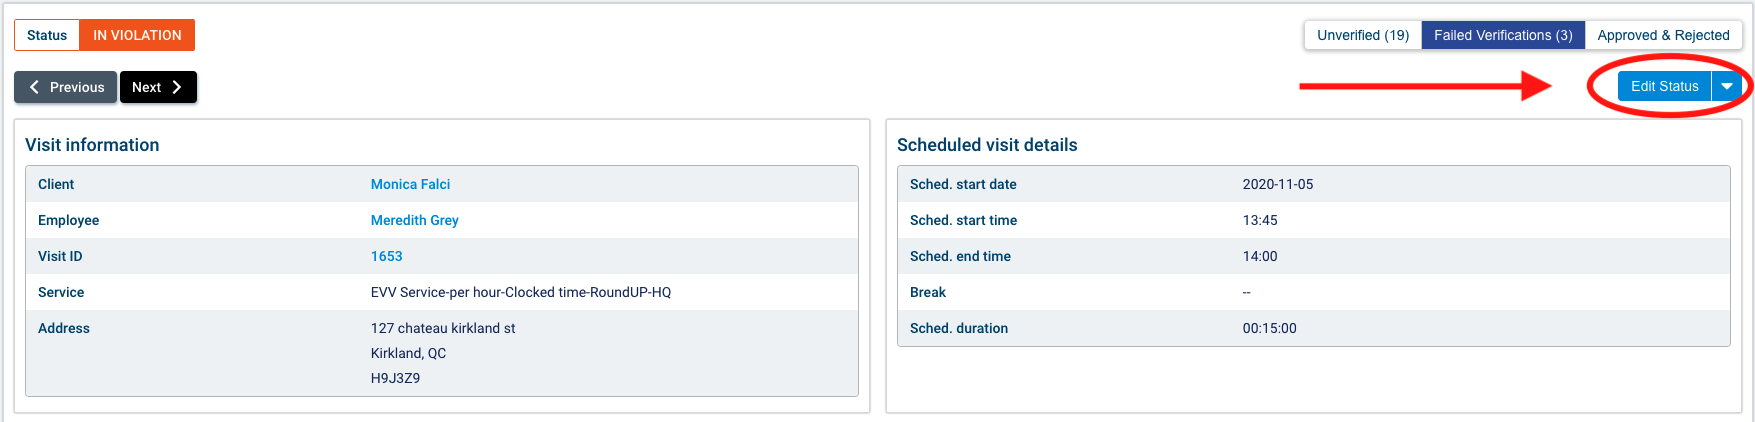 Status IN VIOLATION
Unverified (19) Failed Verifications (3) Approved & Rejected
Previous Next
Edit Status
Visit information
Client Monica Falci
Employee Meredith Grey
Visit ID 1653
Service EVV Service-per hour-Clocked time-RoundUP-HQ
Address 127 chateau kirkland st
Kirkland, QC
H9J3Z9
Scheduled visit details
Sched. start date 2020-11-05
Sched. start time 13:45
Sched. end time 14:00
Break --
Sched. duration 00:15:00